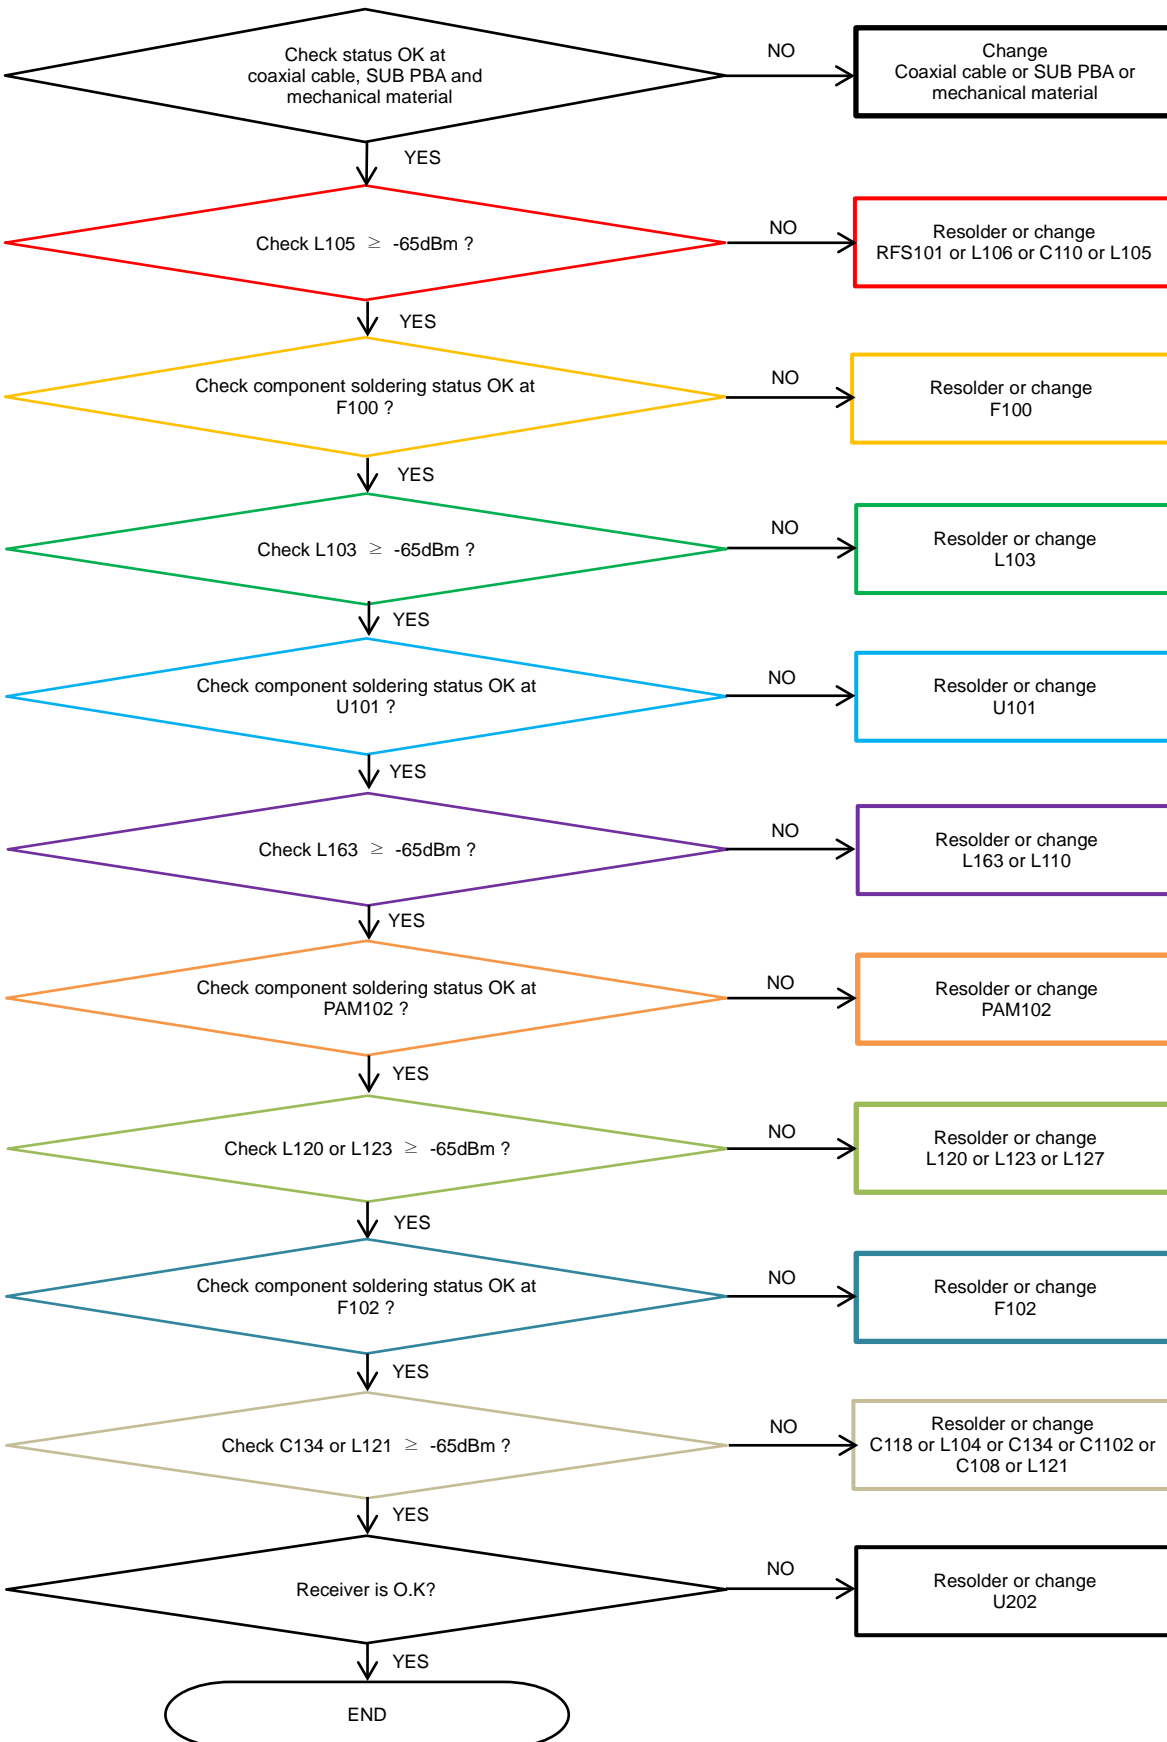 Check status OK at
coaxial cable, SUB PBA and
mechanical material
NO
Change
Coaxial cable or SUB PBA or
mechanical material
YES
Check L105 ≥ -65dBm ?
NO
Resolder or change
RFS101 or L106 or C110 or L105
YES
Check component soldering status OK at
F100 ?
NO
Resolder or change
F100
YES
Check L103 ≥ -65dBm ?
NO
Resolder or change
L103
YES
Check component soldering status OK at
U101 ?
NO
Resolder or change
U101
YES
Check L163 ≥ -65dBm ?
NO
Resolder or change
L163 or L110
YES
Check component soldering status OK at
PAM102 ?
NO
Resolder or change
PAM102
YES
Check L120 or L123 ≥ -65dBm ?
NO
Resolder or change
L120 or L123 or L127
YES
Check component soldering status OK at
F102 ?
NO
Resolder or change
F102
YES
Check C134 or L121 ≥ -65dBm ?
NO
Resolder or change
C118 or L104 or C134 or C1102 or
C108 or L121
YES
Receiver is O.K?
NO
Resolder or change
U202
YES
END